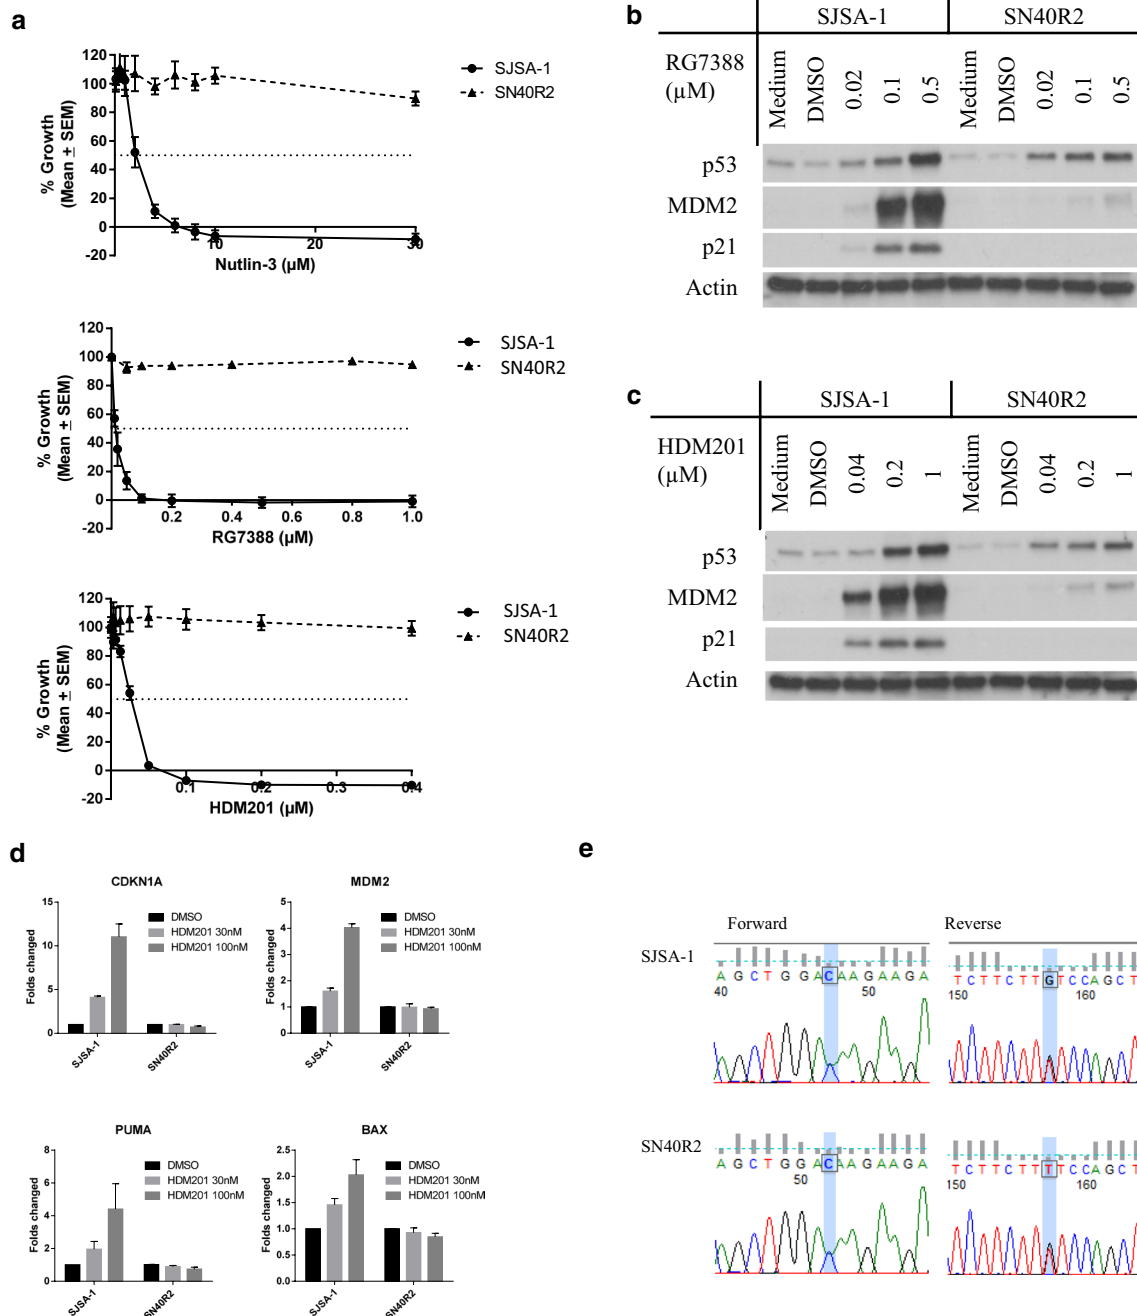 a
120
100
80
60
40
20
0
-20
% Growth
(Mean ± SEM)
10
20
30
Nutlin-3 (µM)
SJSA-1
SN40R2
120
100
80
60
40
20
0
-20
% Growth
(Mean ± SEM)
0.2
0.4
0.6
0.8
1.0
RG7388 (µM)
SJSA-1
SN40R2
120
100
80
60
40
20
0
-20
% Growth
(Mean ± SEM)
0.1
0.2
0.3
0.4
HDM201 (µM)
SJSA-1
SN40R2
b
SJSA-1
SN40R2
RG7388
(µM)
Medium
DMSO
0.02
0.1
0.5
Medium
DMSO
0.02
0.1
0.5
p53
MDM2
p21
Actin
c
SJSA-1
SN40R2
HDM201
(µM)
Medium
DMSO
0.04
0.2
1
Medium
DMSO
0.04
0.2
1
p53
MDM2
p21
Actin
d
CDKN1A
15
10
5
0
Folds changed
DMSO
HDM201 30nM
HDM201 100nM
SJSA-1
SN40R2
MDM2
5
4
3
2
1
0
Folds changed
DMSO
HDM201 30nM
HDM201 100nM
SJSA-1
SN40R2
PUMA
8
6
4
2
0
Folds changed
DMSO
HDM201 30nM
HDM201 100nM
SJSA-1
SN40R2
BAX
2.5
2.0
1.5
1.0
0.5
0.0
Folds changed
DMSO
HDM201 30nM
HDM201 100nM
SJSA-1
SN40R2
e
Forward
Reverse
SJSA-1
A G C T G G A C A A G A A G A
40
50
T C T T C T T G T C C A G C T
150
160
SN40R2
A G C T G G A C A A G A A G A
50
T C T T C T T T T C C A G C T
150
160